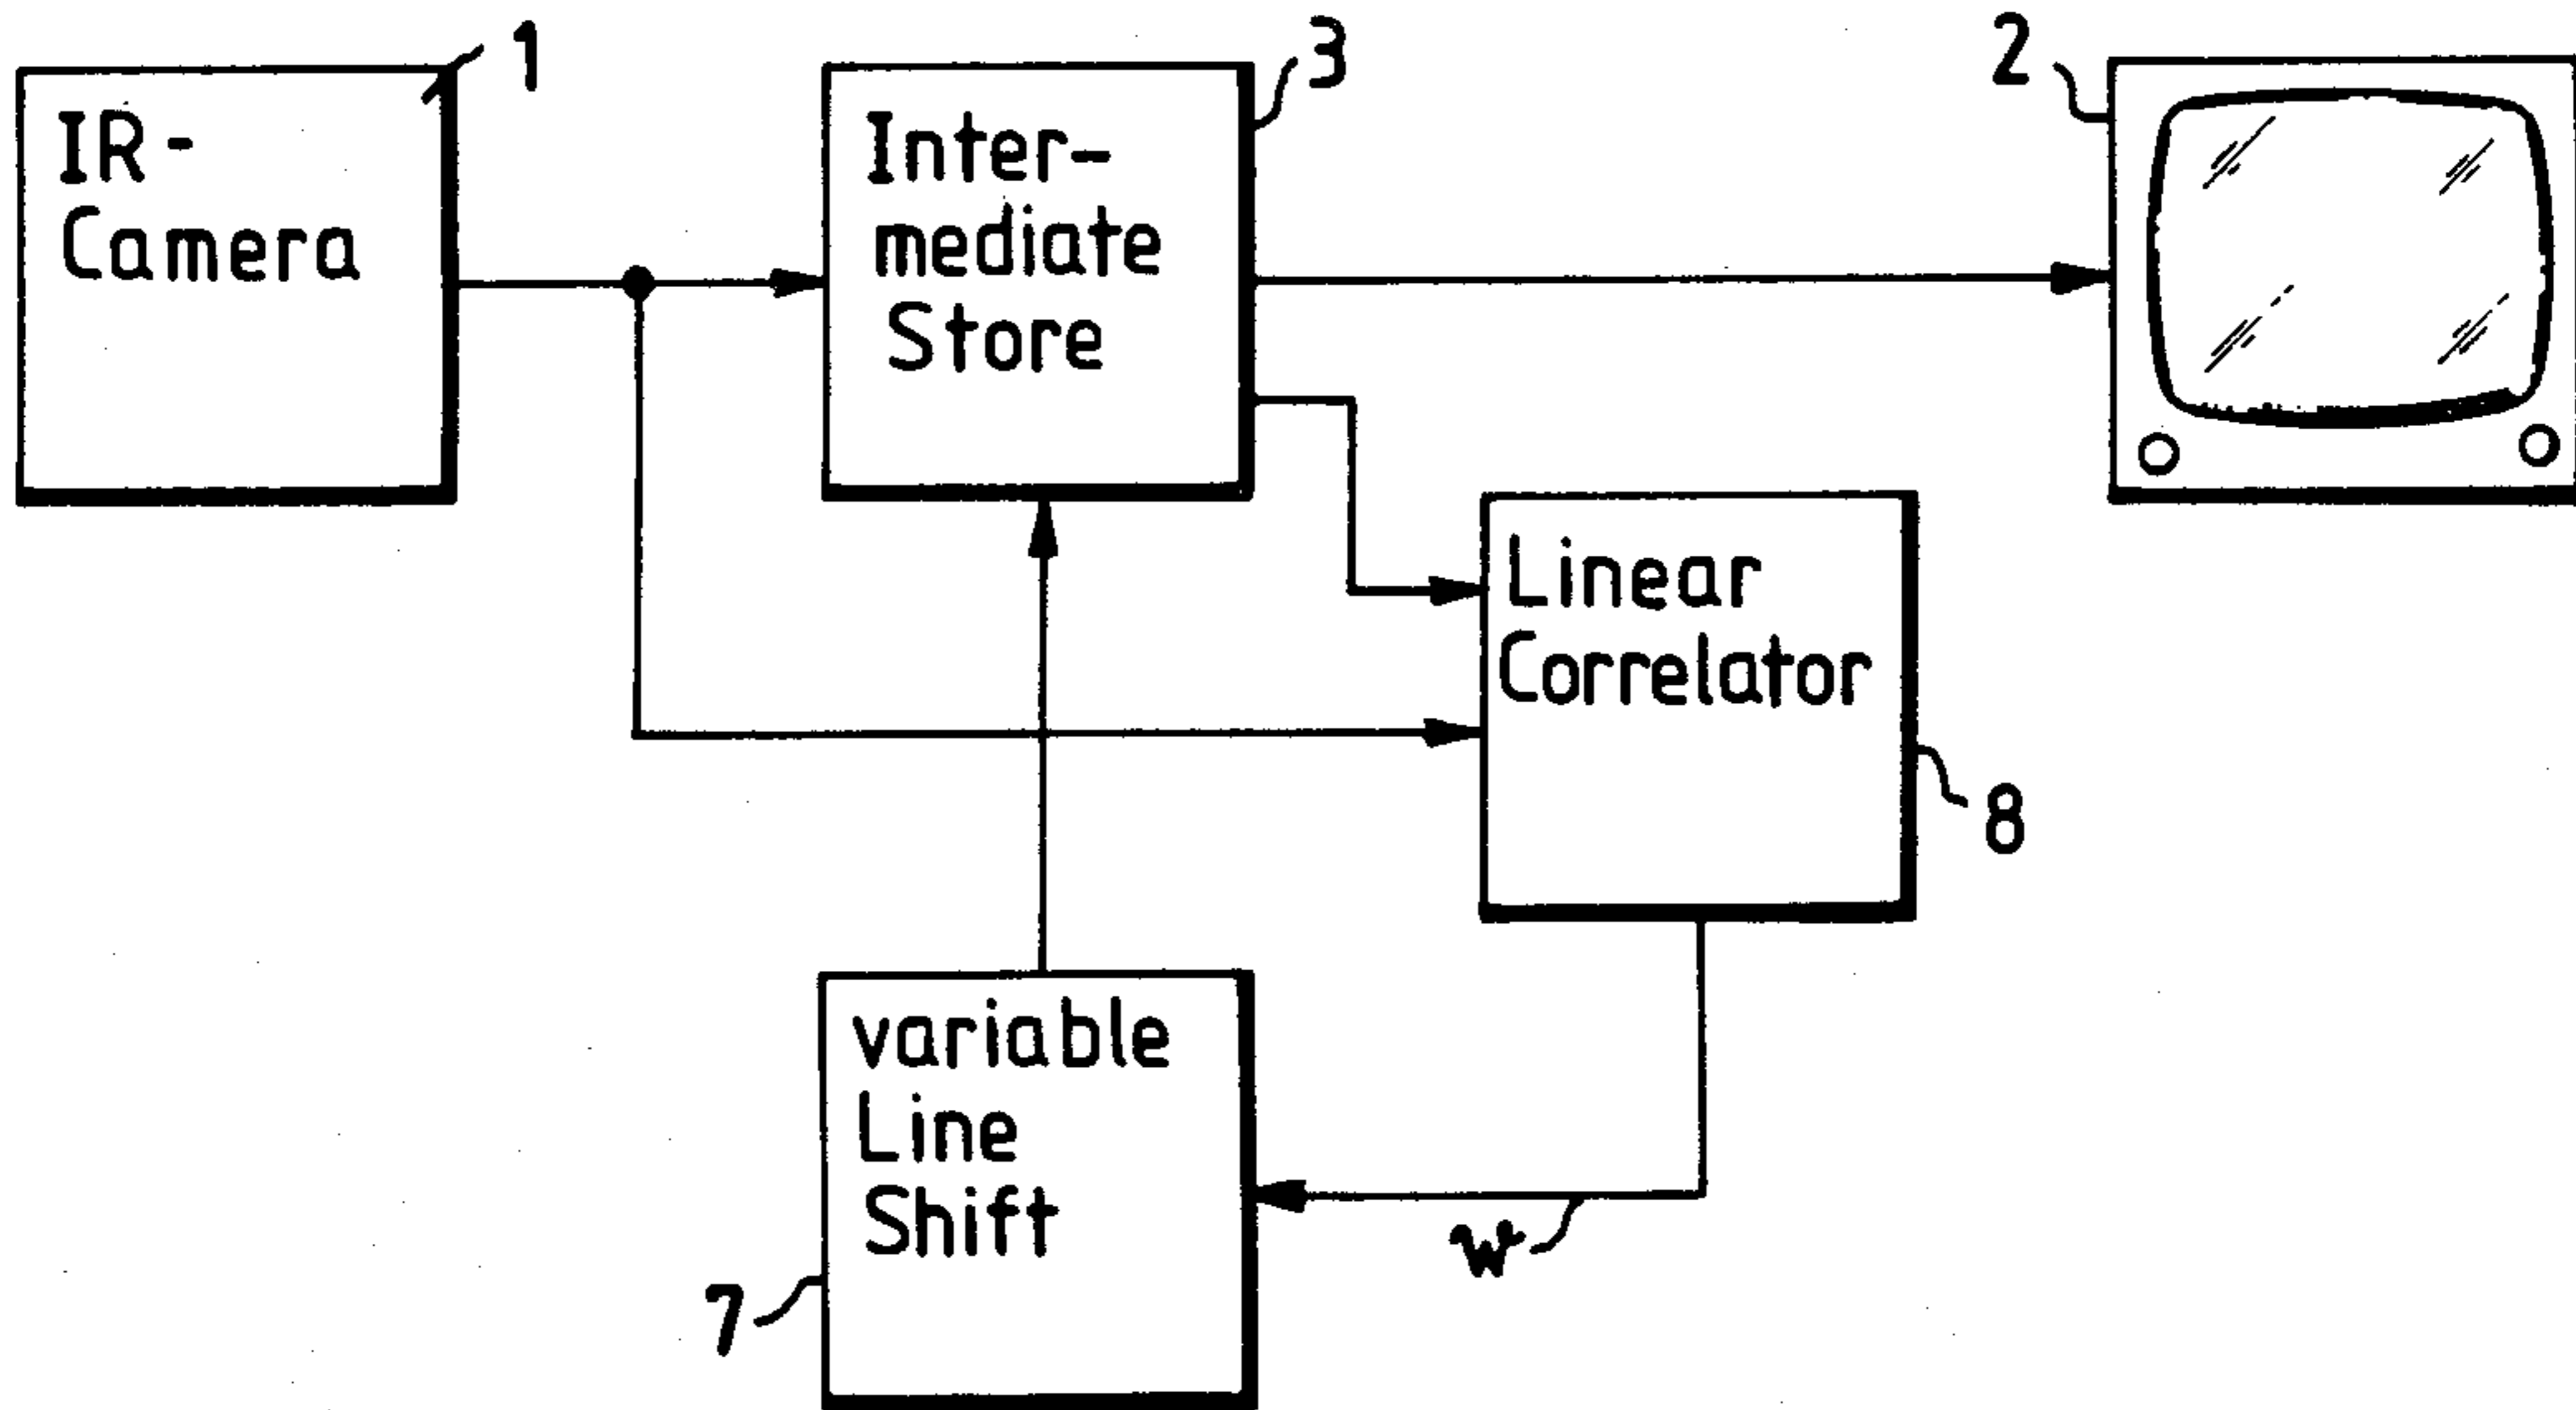 1
IR-
Camera
3
Inter-
mediate
Store
2
Linear
Correlator
8
variable
Line
Shift
7
W